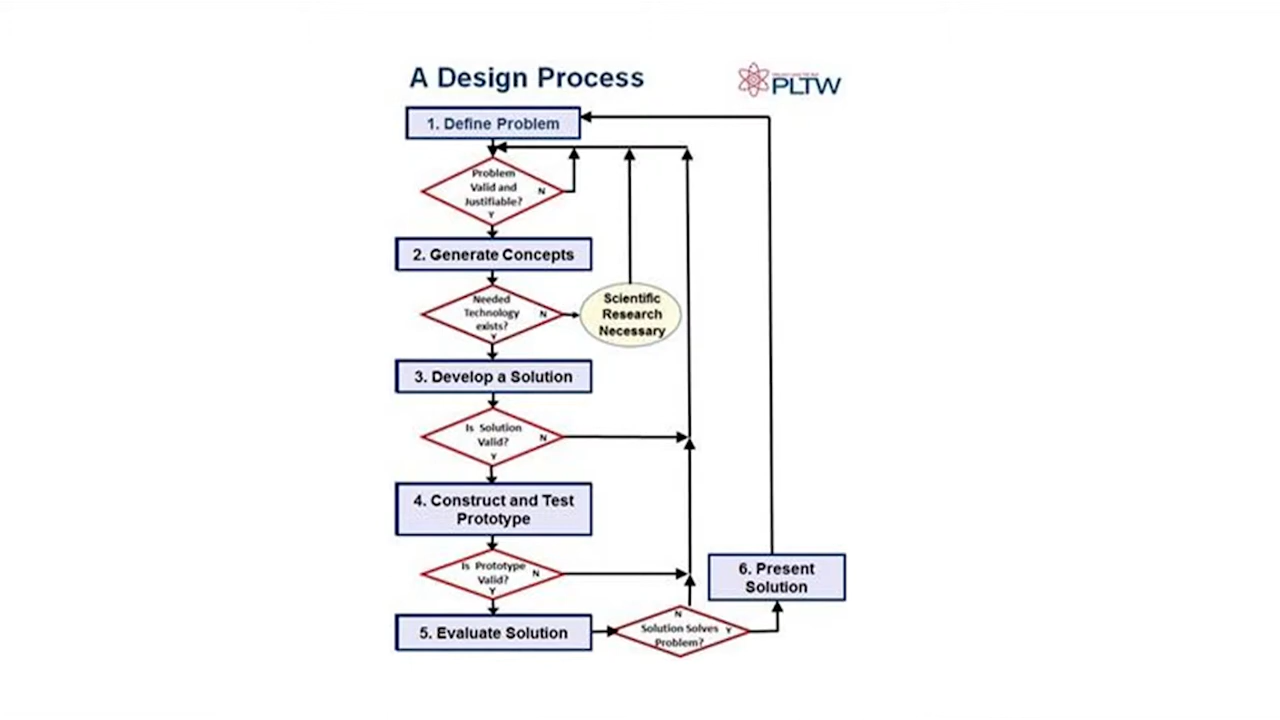 A Design Process
PLTW
1. Define Problem
Problem
Valid and
Justifiable?
N
Y
2. Generate Concepts
Needed
Technology
exists?
N
Y
Scientific
Research
Necessary
3. Develop a Solution
Is Solution
Valid?
N
Y
4. Construct and Test
Prototype
Is Prototype
Valid?
N
Y
5. Evaluate Solution
N
Solution Solves
Problem?
Y
6. Present
Solution